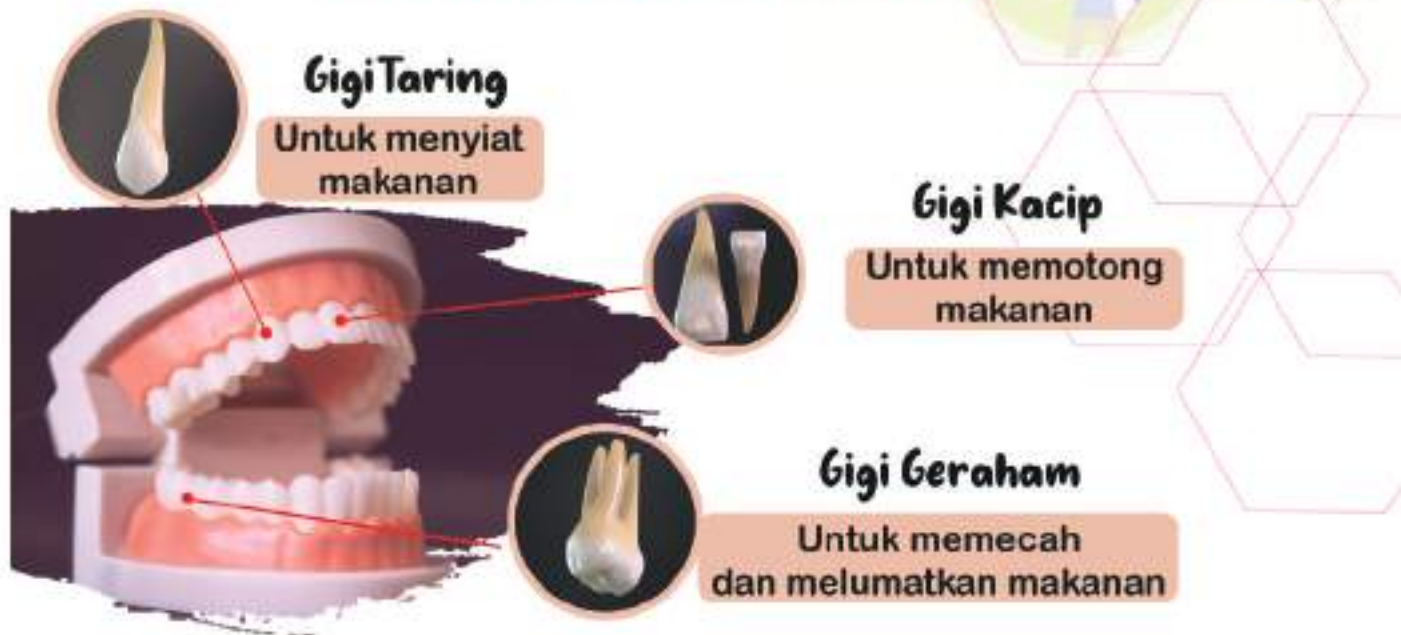 Gigi Taring
Untuk menyiat
makanan
Gigi Kacip
Untuk memotong
makanan
Gigi Geraham
Untuk memecah
dan melumatkan makanan